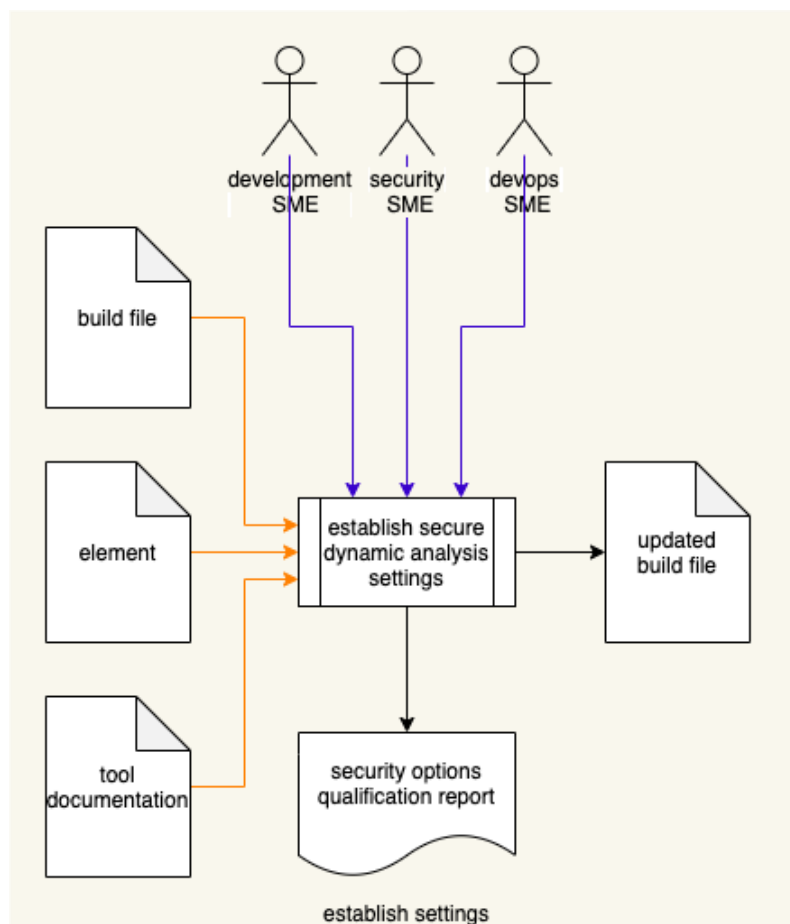 development
SME
security
SME
devops
SME
build file
element
establish secure
dynamic analysis
settings
updated
build file
tool
documentation
security options
qualification report
establish settings